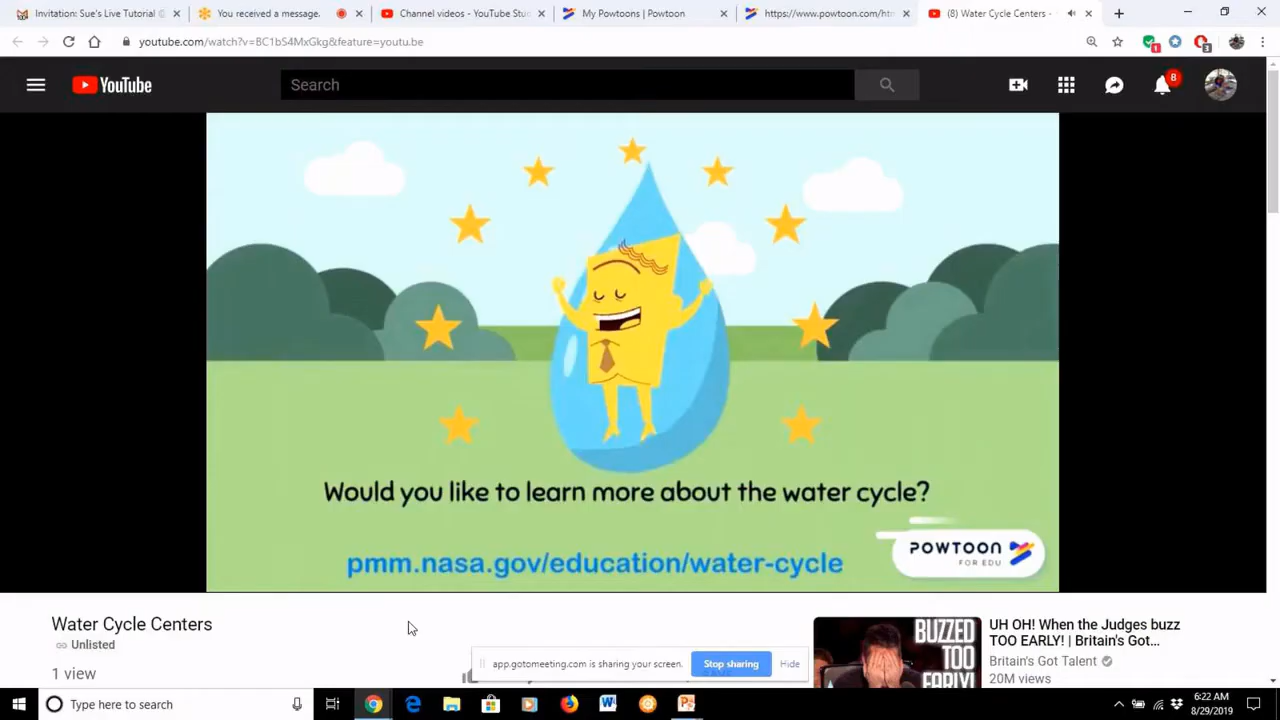 Invitation: Sue's Live Tutorial
You received a message.
Channel videos - YouTube Stu
My Powtoons | Powtoon
https://www.powtoon.com/htm
(8) Water Cycle Centers -
youtube.com/watch?v=BC1bS4MxGkg&feature=youtu.be
1
3
YouTube
Search
8
Would you like to learn more about the water cycle?
pmm.nasa.gov/education/water-cycle
POWTOON
FOR EDU
Water Cycle Centers
Unlisted
1 view
app.gotomeeting.com is sharing your screen.
Stop sharing
Hide
BUZZED
TOO
EARLY!
UH OH! When the Judges buzz
TOO EARLY! | Britain's Got...
Britain's Got Talent
20M views
Type here to search
6:22 AM
8/29/2019